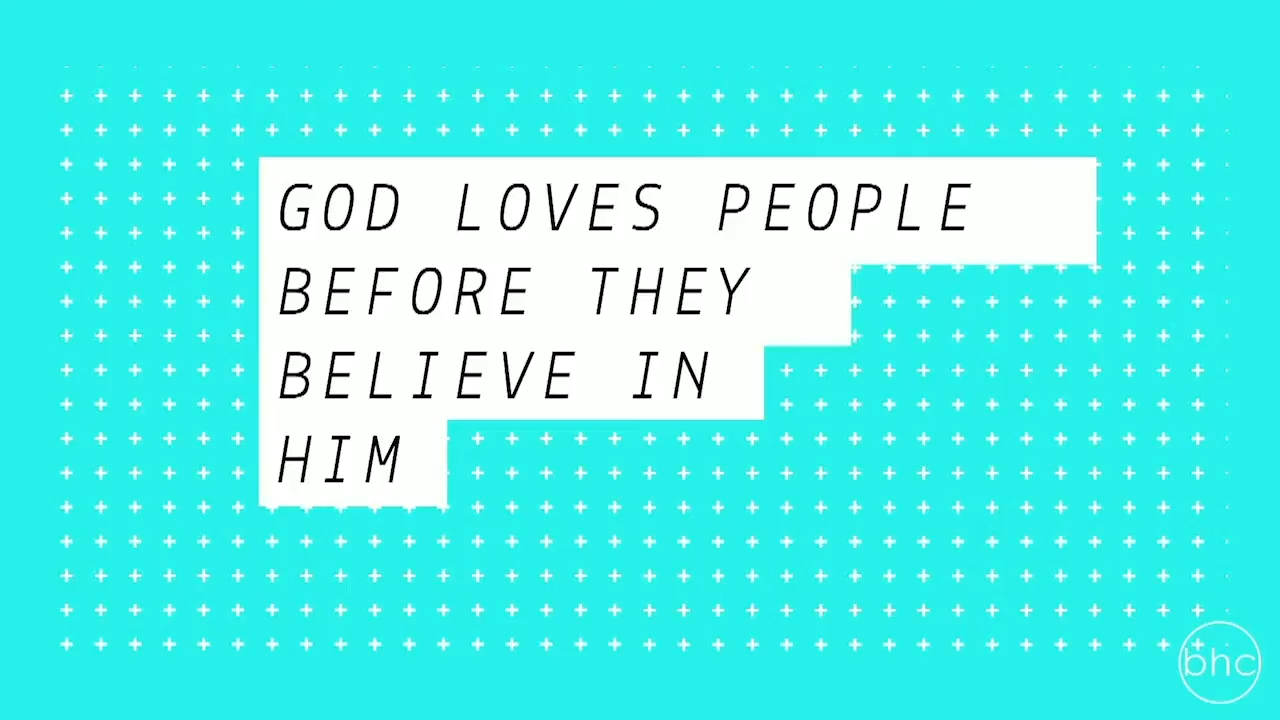 GOD LOVES PEOPLE
BEFORE THEY
BELIEVE IN
HIM
bhc